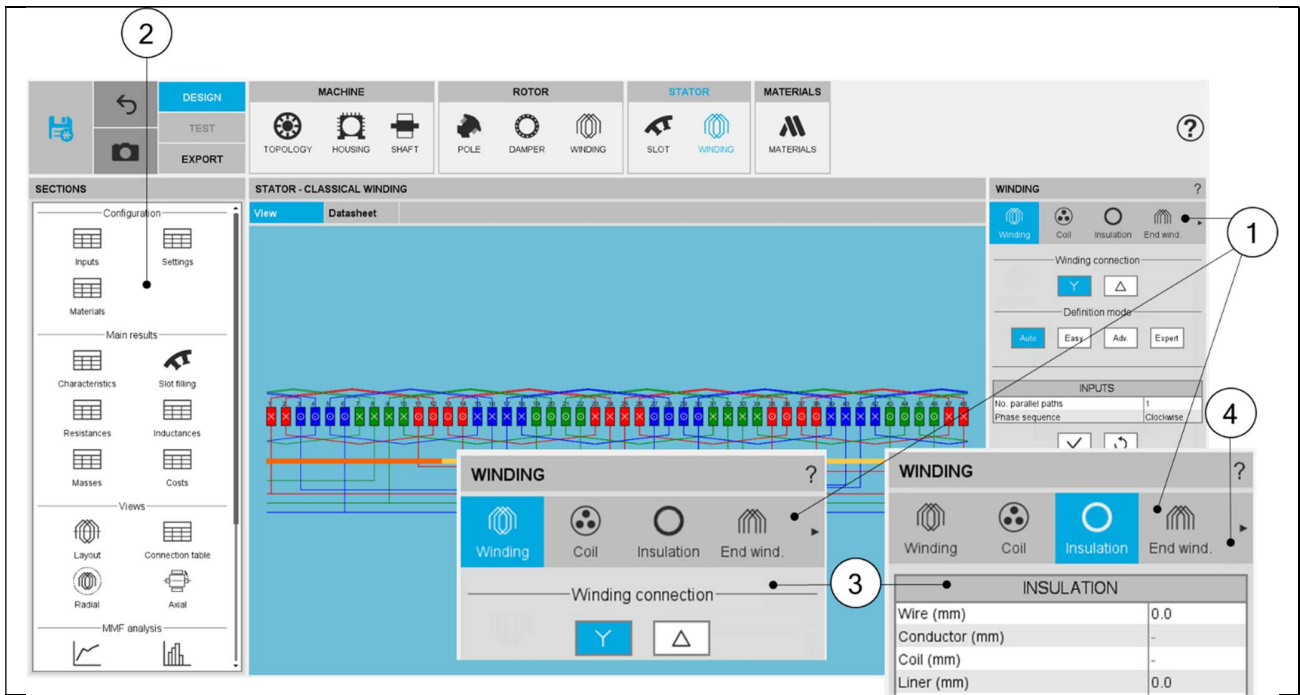 2
DESIGN
TEST
EXPORT
MACHINE
TOPOLOGY HOUSING SHAFT
ROTOR
POLE DAMPER WINDING
STATOR
SLOT WINDING
MATERIALS
MATERIALS
?
SECTIONS
Configuration
Inputs Settings
Materials
Main results
Characteristics Slot filling
Resistances Inductances
Masses Costs
Views
Layout Connection table
Radial Axial
MMF analysis
STATOR - CLASSICAL WINDING
View Datasheet
WINDING ?
Winding Coil Insulation End wind.
1
Winding connection
Definition mode
Auto Easy Adv. Expert
INPUTS
No. parallel paths 1
Phase sequence Clockwise
4
WINDING ?
Winding Coil Insulation End wind.
3
Winding connection
WINDING ?
Winding Coil Insulation End wind.
INSULATION
Wire (mm) 0.0
Conductor (mm) -
Coil (mm) -
Liner (mm) 0.0